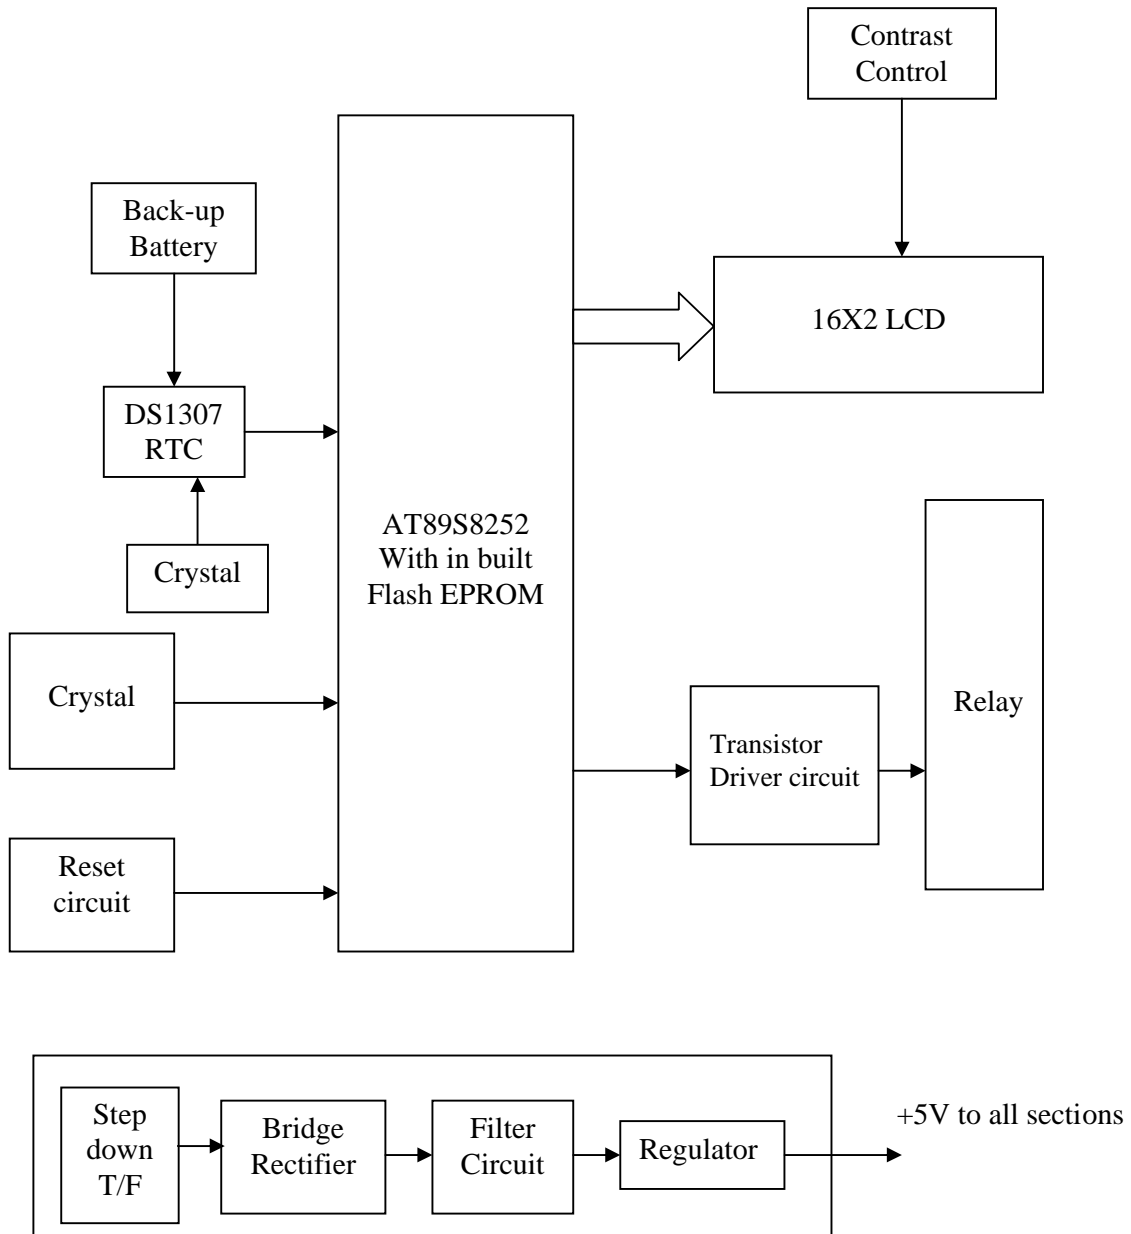 Contrast
Control
Back-up
Battery
16X2 LCD
DS1307
RTC
AT89S8252
With in built
Flash EPROM
Crystal
Crystal
Relay
Transistor
Driver circuit
Reset
circuit
Step
down
T/F
Bridge
Rectifier
Filter
Circuit
Regulator
+5V to all sections